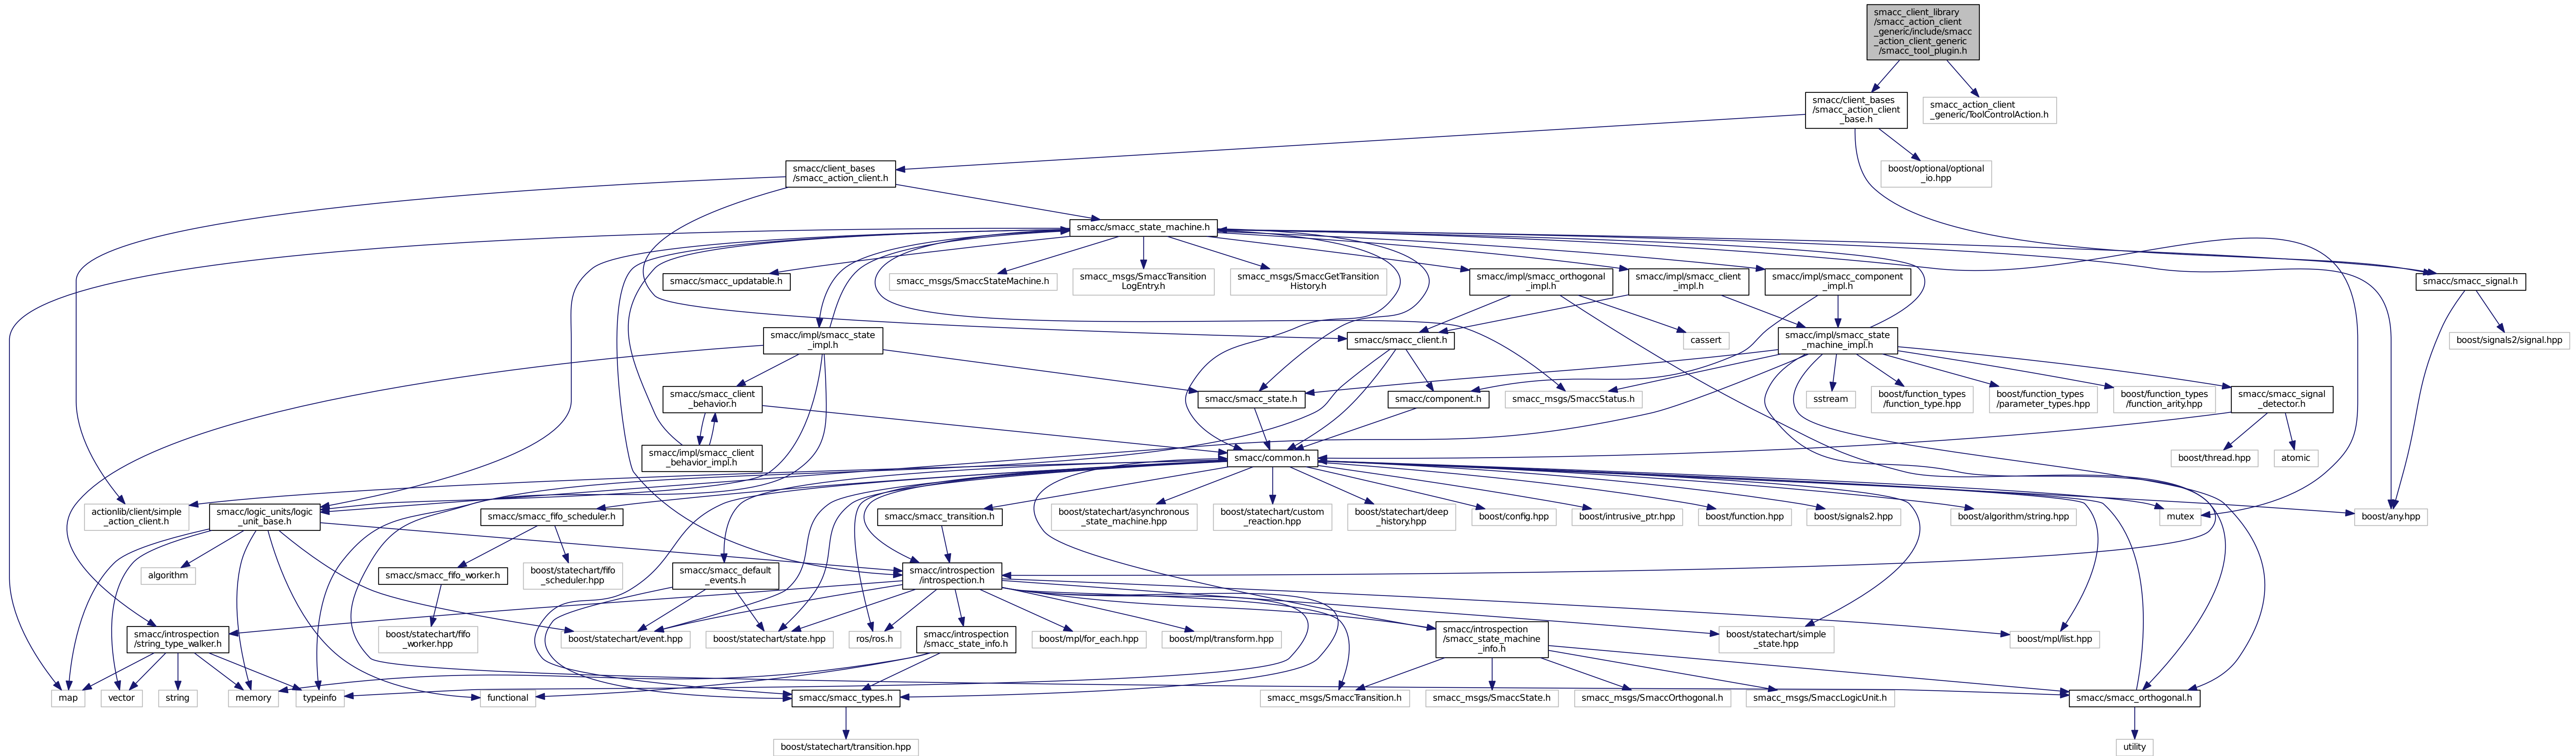 smacc_client_library
/smacc_action_client
_generic/include/smacc
_action_client_generic
/smacc_tool_plugin.h
smacc/client_bases
/smacc_action_client
_base.h
smacc_action_client
_generic/ToolControlAction.h
smacc/client_bases
/smacc_action_client.h
boost/optional/optional
_io.hpp
smacc/smacc_state_machine.h
smacc/smacc_updatable.h
smacc_msgs/SmaccStateMachine.h
smacc_msgs/SmaccTransition
LogEntry.h
smacc_msgs/SmaccGetTransition
History.h
smacc/impl/smacc_orthogonal
_impl.h
smacc/impl/smacc_client
_impl.h
smacc/impl/smacc_component
_impl.h
smacc/smacc_signal.h
smacc/impl/smacc_state
_impl.h
smacc/smacc_client.h
cassert
smacc/impl/smacc_state
_machine_impl.h
boost/signals2/signal.hpp
smacc/smacc_client
_behavior.h
smacc/smacc_state.h
smacc/component.h
smacc_msgs/SmaccStatus.h
sstream
boost/function_types
/function_type.hpp
boost/function_types
/parameter_types.hpp
boost/function_types
/function_arity.hpp
smacc/smacc_signal
_detector.h
smacc/impl/smacc_client
_behavior_impl.h
smacc/common.h
boost/thread.hpp
atomic
actionlib/client/simple
_action_client.h
smacc/logic_units/logic
_unit_base.h
smacc/smacc_fifo_scheduler.h
smacc/smacc_transition.h
boost/statechart/asynchronous
_state_machine.hpp
boost/statechart/custom
_reaction.hpp
boost/statechart/deep
_history.hpp
boost/config.hpp
boost/intrusive_ptr.hpp
boost/function.hpp
boost/signals2.hpp
boost/algorithm/string.hpp
mutex
boost/any.hpp
algorithm
smacc/smacc_fifo_worker.h
boost/statechart/fifo
_scheduler.hpp
smacc/smacc_default
_events.h
smacc/introspection
/introspection.h
smacc/introspection
/string_type_walker.h
boost/statechart/fifo
_worker.hpp
boost/statechart/event.hpp
boost/statechart/state.hpp
ros/ros.h
smacc/introspection
/smacc_state_info.h
boost/mpl/for_each.hpp
boost/mpl/transform.hpp
smacc/introspection
/smacc_state_machine
_info.h
boost/statechart/simple
_state.hpp
boost/mpl/list.hpp
map
vector
string
memory
typeinfo
functional
smacc/smacc_types.h
smacc_msgs/SmaccTransition.h
smacc_msgs/SmaccState.h
smacc_msgs/SmaccOrthogonal.h
smacc_msgs/SmaccLogicUnit.h
smacc/smacc_orthogonal.h
boost/statechart/transition.hpp
utility